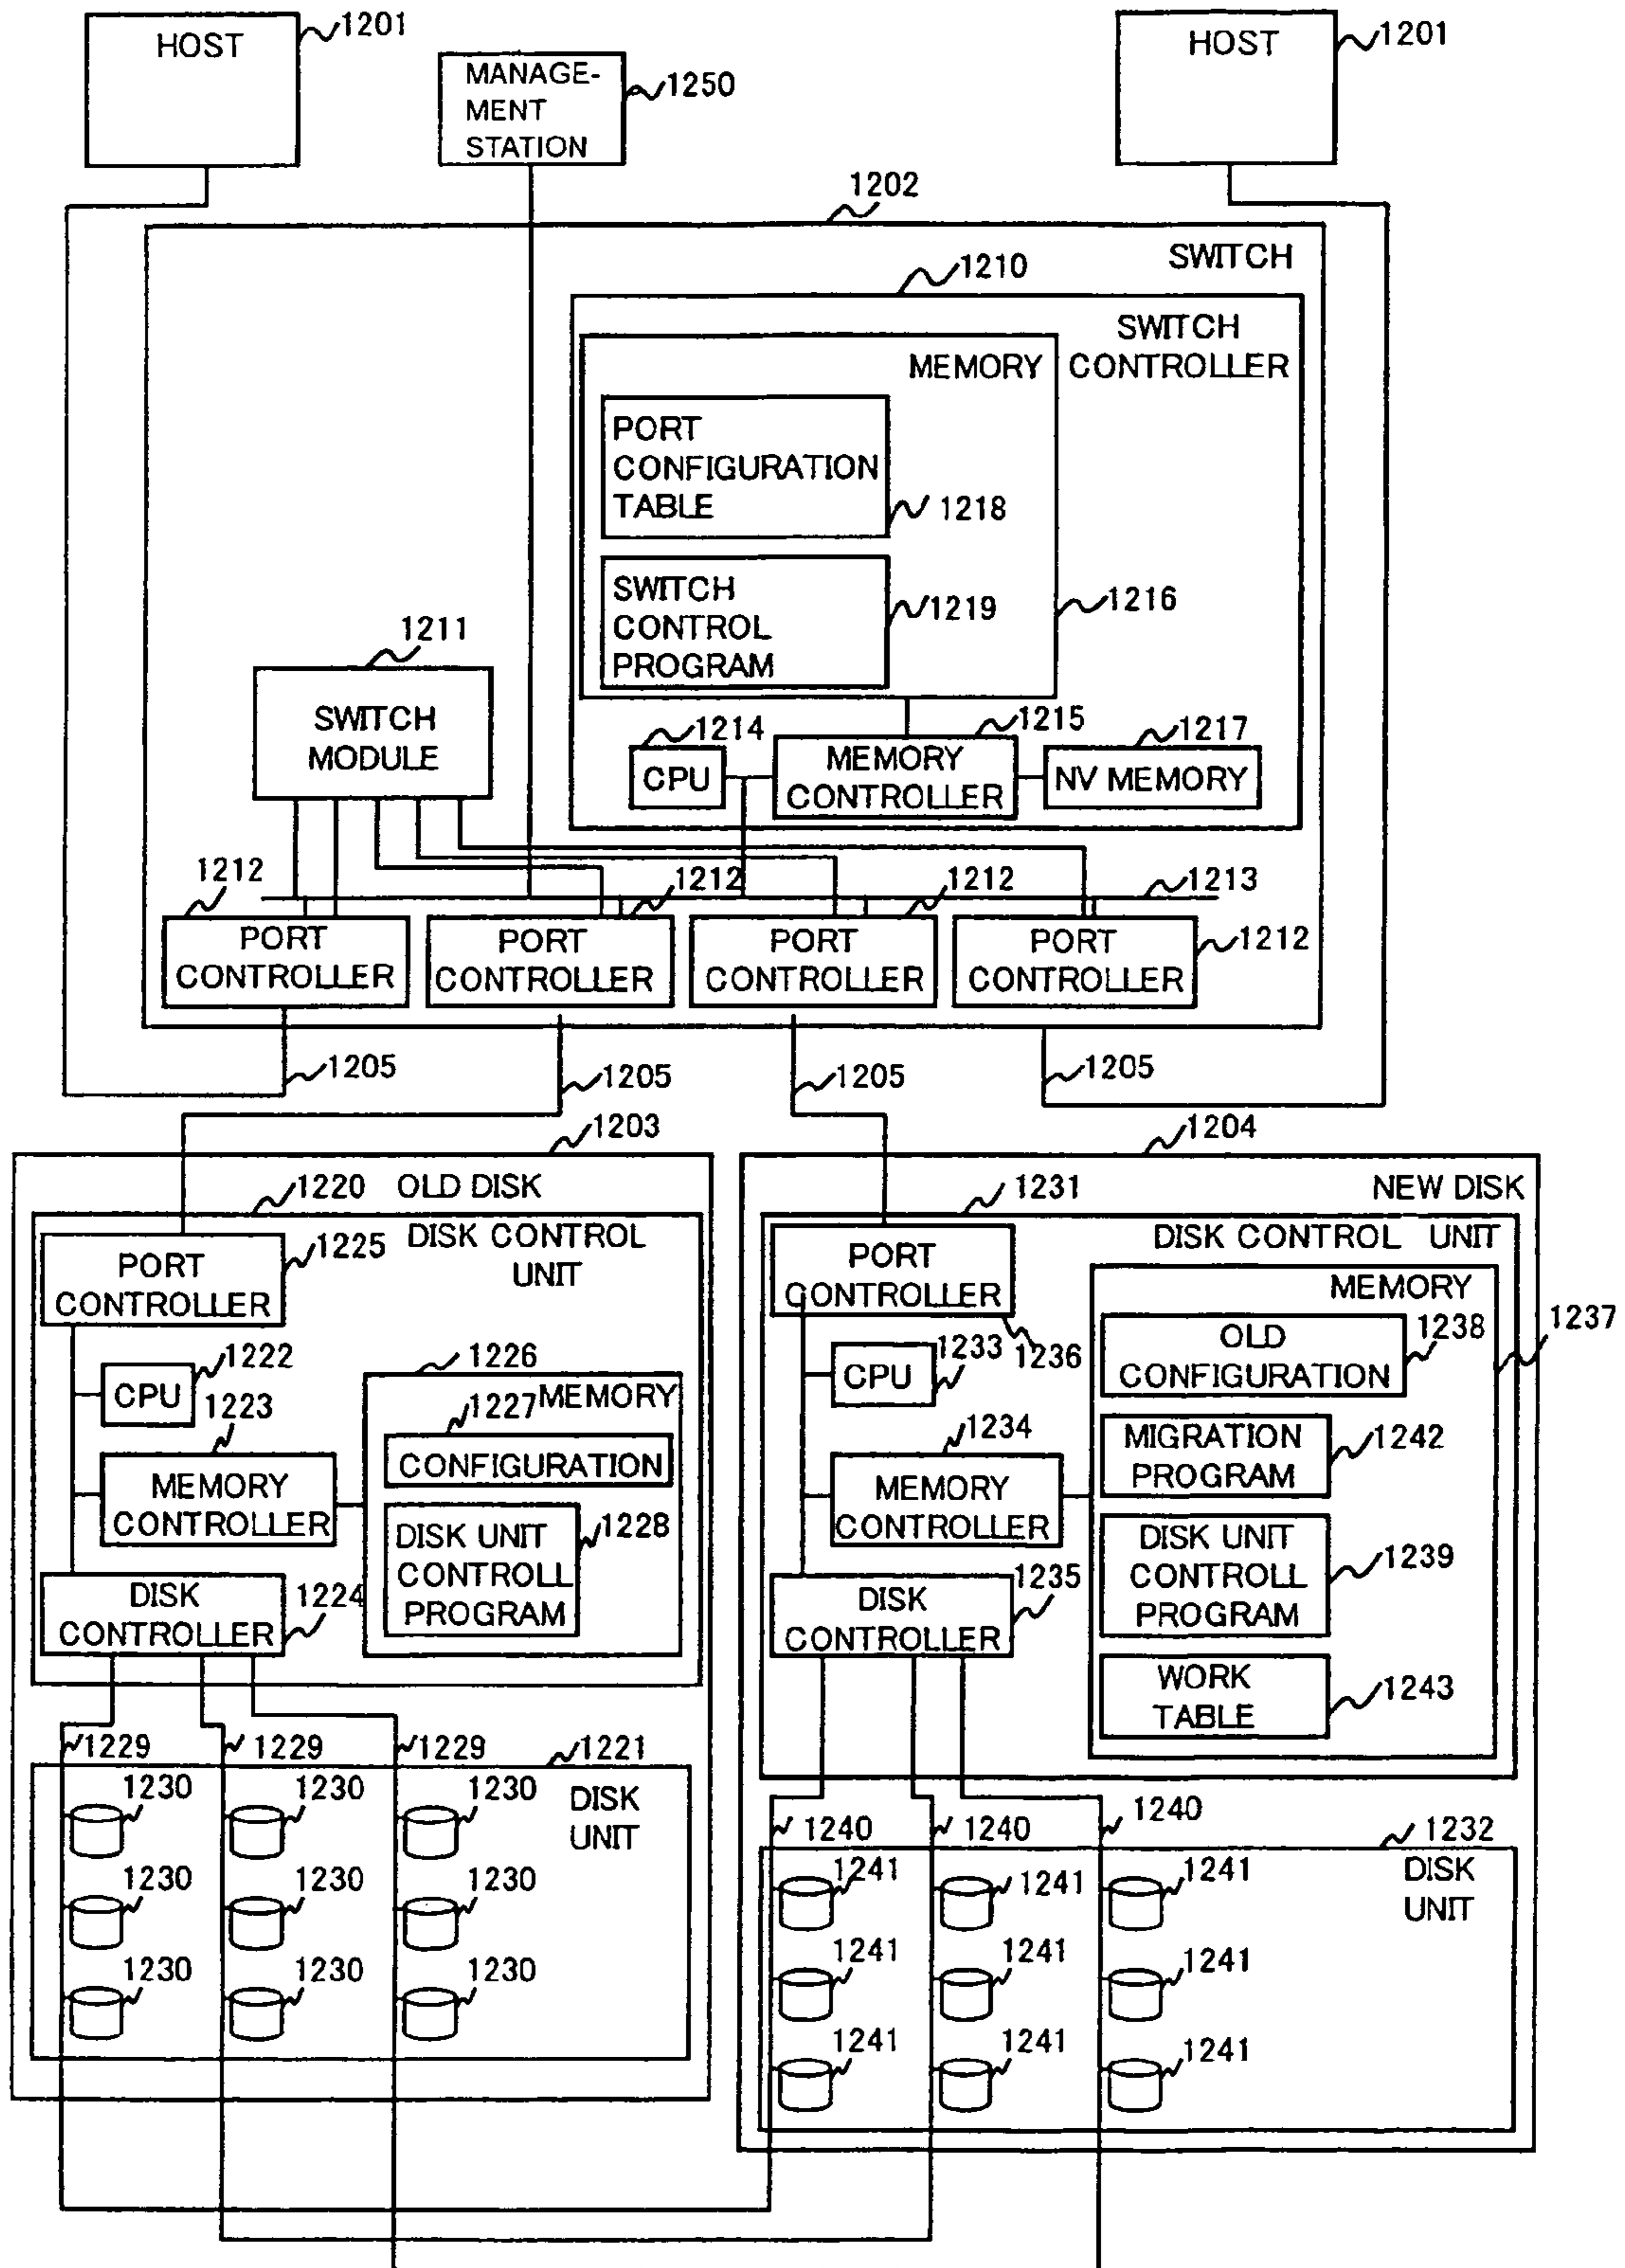 HOST
1201
MANAGE-
MENT
STATION
1250
HOST
1201
1202
SWITCH
1210
SWITCH
CONTROLLER
MEMORY
PORT
CONFIGURATION
TABLE
1218
SWITCH
CONTROL
PROGRAM
1219
1216
1211
SWITCH
MODULE
1214
CPU
1215
MEMORY
CONTROLLER
1217
NV MEMORY
1212
1212
1212
1213
PORT
CONTROLLER
PORT
CONTROLLER
PORT
CONTROLLER
PORT
CONTROLLER
1212
1205
1205
1205
1205
1203
1204
1220
OLD DISK
1231
NEW DISK
PORT
CONTROLLER
1225
DISK CONTROL
UNIT
PORT
CONTROLLER
1236
DISK CONTROL UNIT
MEMORY
1237
CPU
1222
1226
MEMORY
1227
CONFIGURATION
1223
MEMORY
CONTROLLER
DISK UNIT
CONTROLL
PROGRAM
1228
DISK
CONTROLLER
1224
CPU
1233
OLD
CONFIGURATION
1238
1234
MEMORY
CONTROLLER
MIGRATION
PROGRAM
1242
DISK UNIT
CONTROLL
PROGRAM
1239
DISK
CONTROLLER
1235
WORK
TABLE
1243
1229
1229
1229
1221
1230
1230
1230
DISK
UNIT
1230
1230
1230
1230
1230
1230
1240
1240
1240
1232
1241
1241
1241
DISK
UNIT
1241
1241
1241
1241
1241
1241